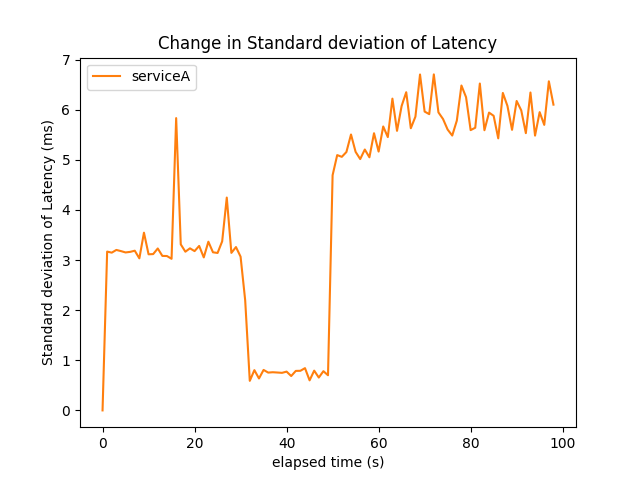 Change in Standard deviation of Latency
serviceA
Standard deviation of Latency (ms)
7
6
5
4
3
2
1
0
0 20 40 60 80 100
elapsed time (s)